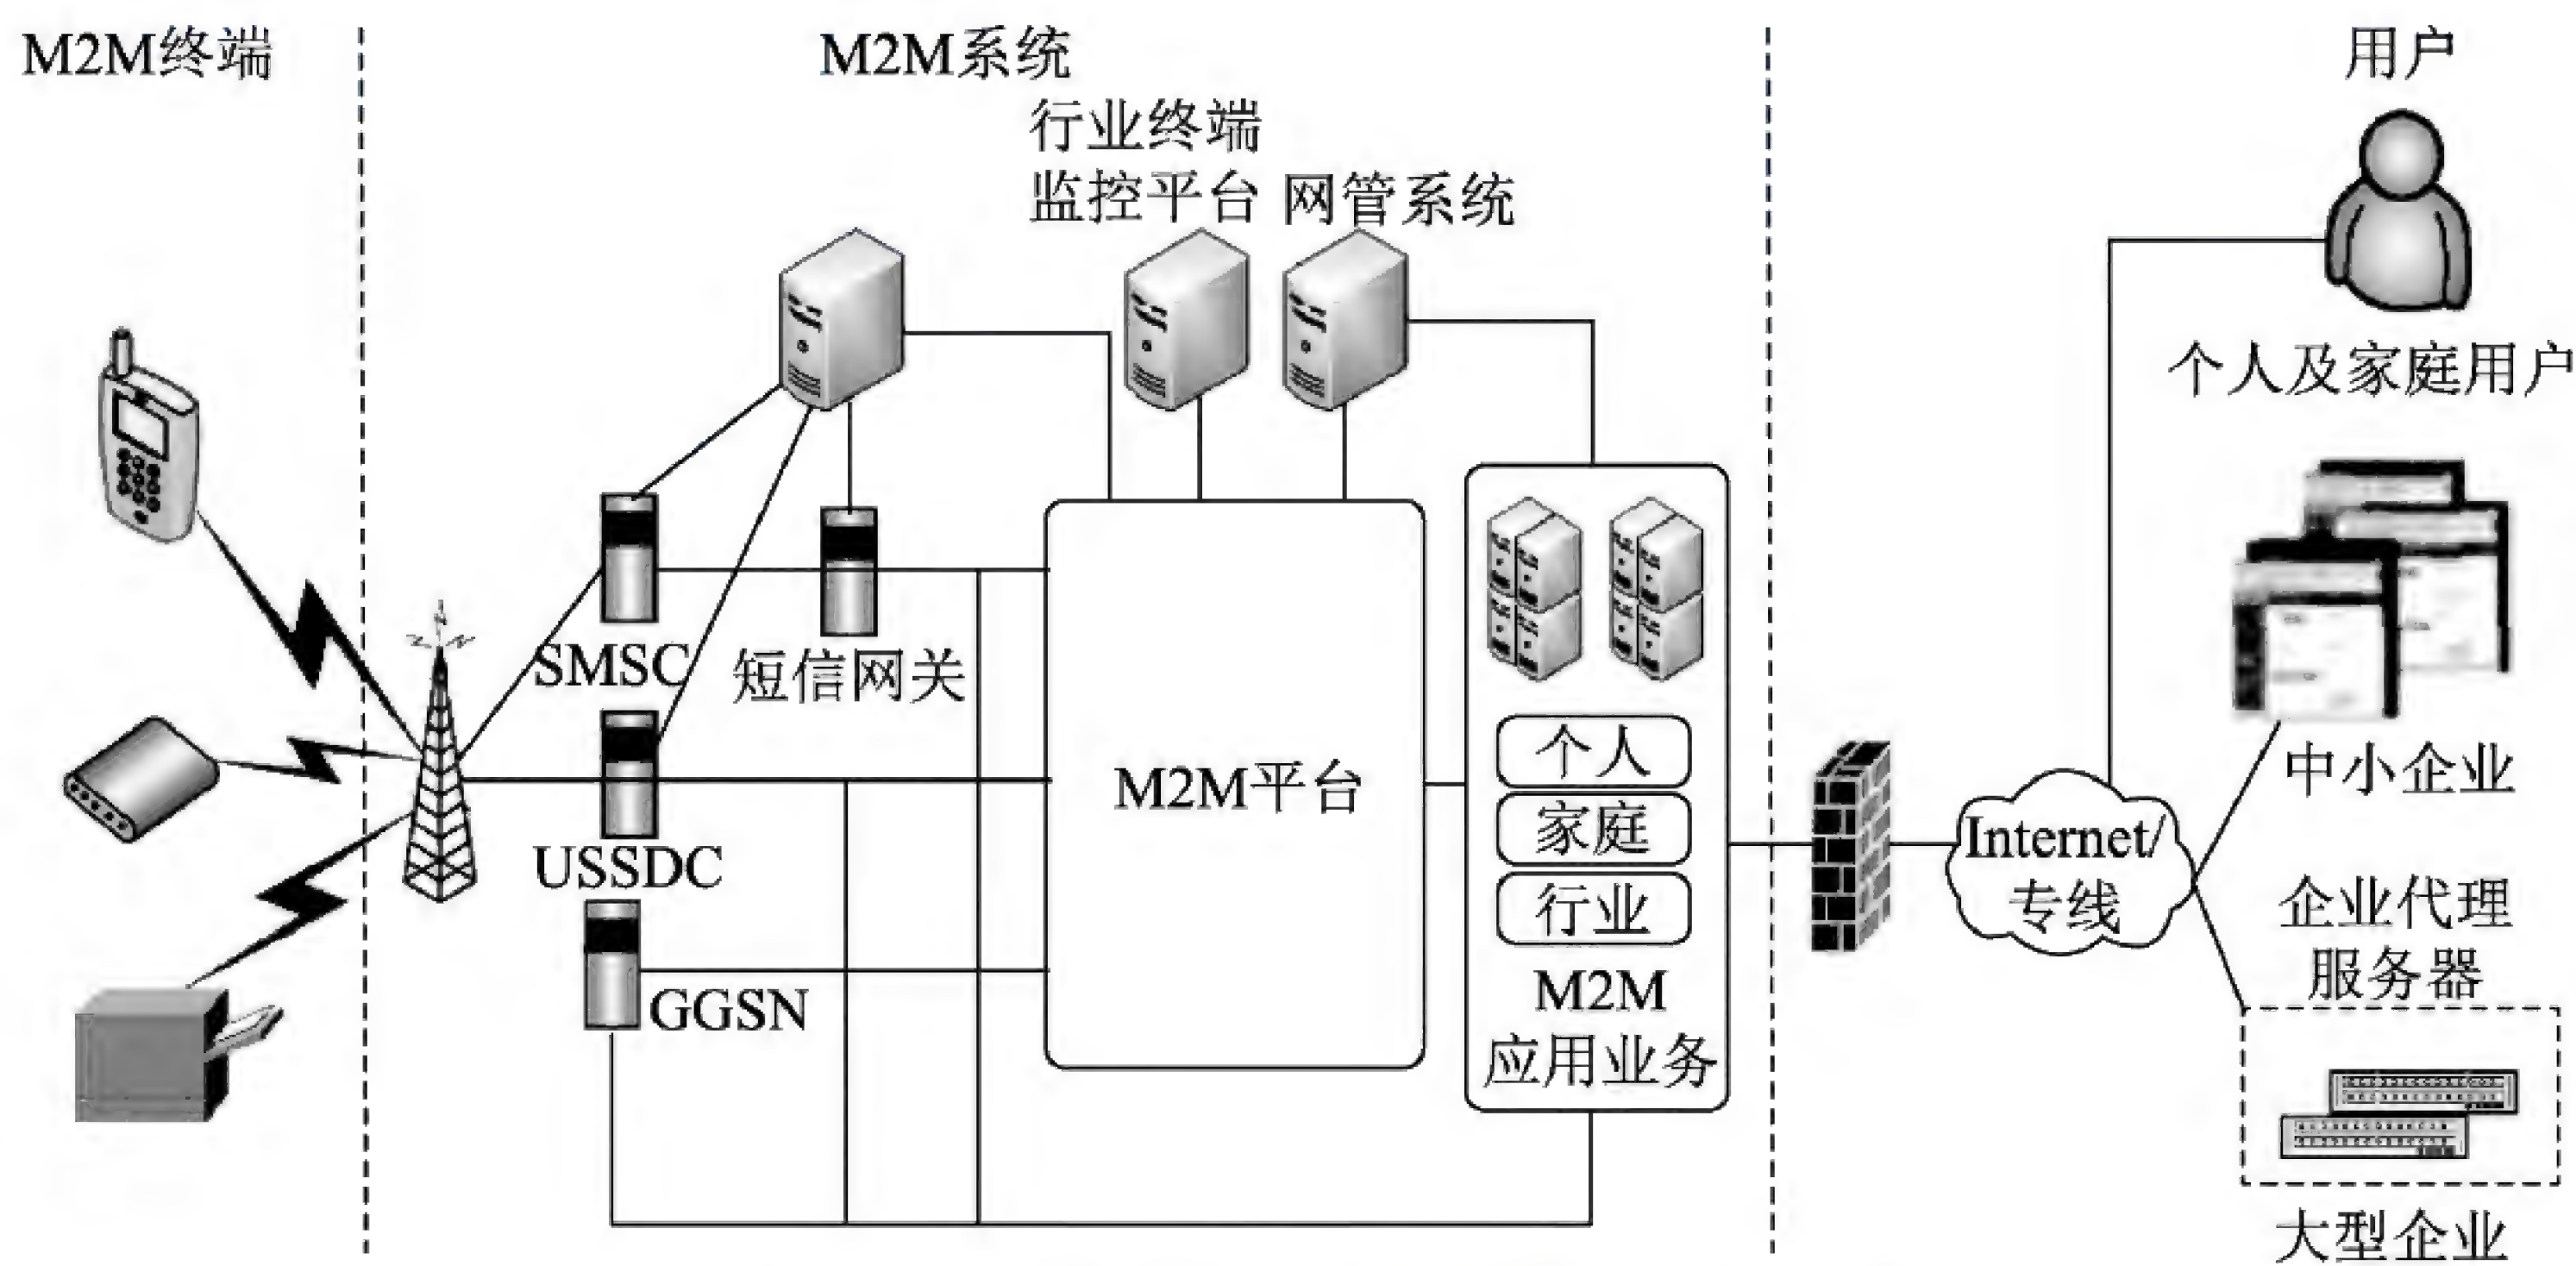 M2M终端
M2M系统
用户
行业终端
监控平台
网管系统
个人及家庭用户
SMSC
短信网关
USSDC
GGSN
M2M平台
个人
家庭
行业
M2M
应用业务
Internet/
专线
中小企业
企业代理
服务器
大型企业